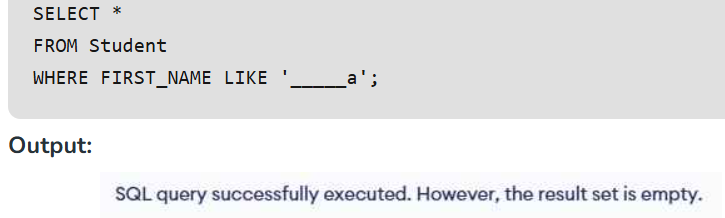 SELECT *
FROM Student
WHERE FIRST_NAME LIKE '_____a';
Output:
SQL query successfully executed. However, the result set is empty.